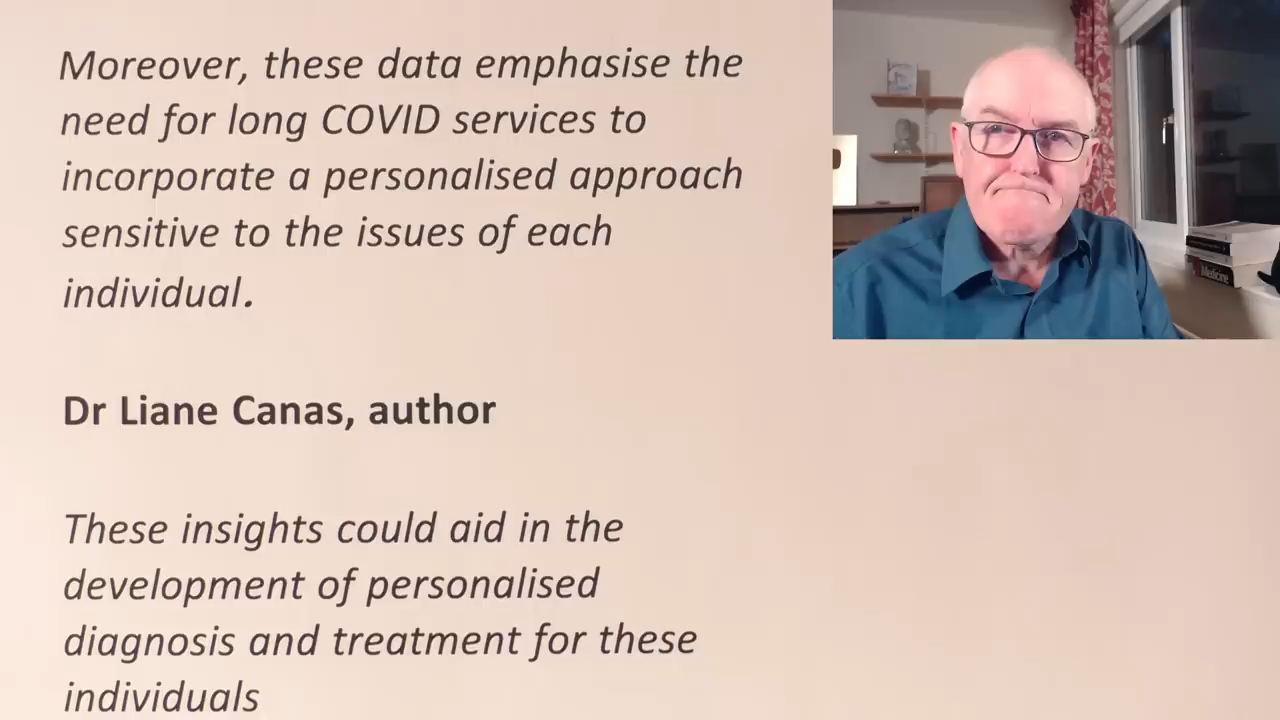 Moreover, these data emphasise the
need for long COVID services to
incorporate a personalised approach
sensitive to the issues of each
individual.
Dr Liane Canas, author
These insights could aid in the
development of personalised
diagnosis and treatment for these
individuals
Medicine